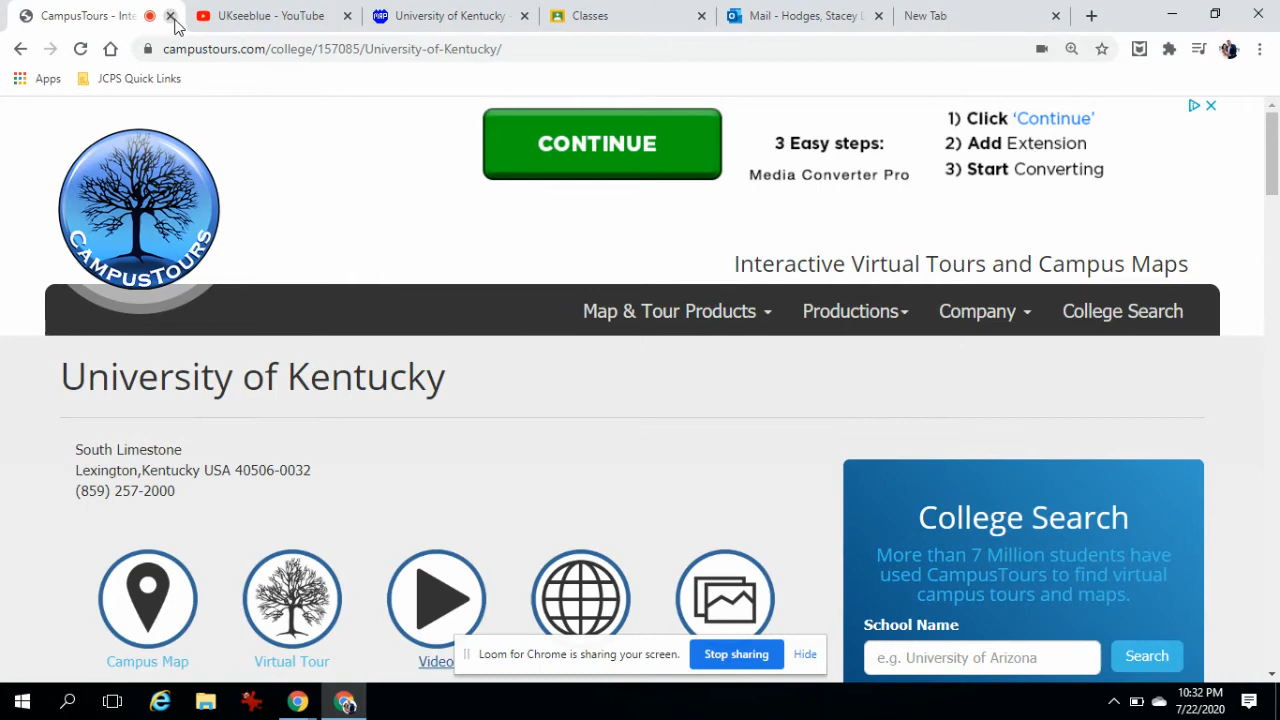 CampusTours - Inte
UKseeblue - YouTube
University of Kentucky -
Classes
Mail - Hodges, Stacey L
New Tab
campustours.com/college/157085/University-of-Kentucky/
Apps
JCPS Quick Links
CONTINUE
3 Easy steps:
Media Converter Pro
1) Click 'Continue'
2) Add Extension
3) Start Converting
CAMPUSTOURS
Interactive Virtual Tours and Campus Maps
Map & Tour Products
Productions
Company
College Search
University of Kentucky
South Limestone
Lexington,Kentucky USA 40506-0032
(859) 257-2000
Campus Map
Virtual Tour
Video
College Search
More than 7 Million students have
used CampusTours to find virtual
campus tours and maps.
School Name
e.g. University of Arizona
Search
Loom for Chrome is sharing your screen.
Stop sharing
Hide
10:32 PM
7/22/2020